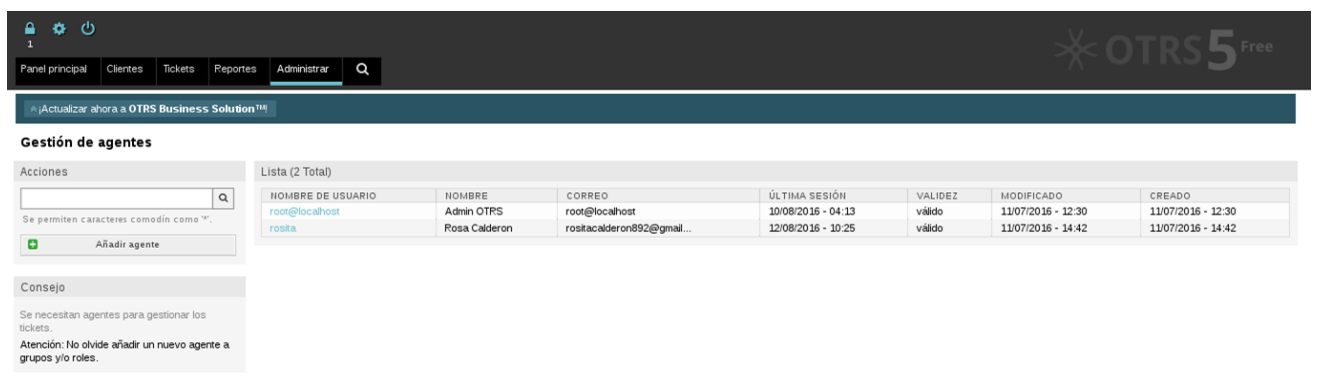 1
OTRS 5 Free
Panel principal Clientes Tickets Reportes Administrar
¡Actualizar ahora a OTRS Business Solution™!
Gestión de agentes
Acciones
Se permiten caracteres comodín como '*'.
Añadir agente
Consejo
Se necesitan agentes para gestionar los
tickets.
Atención: No olvide añadir un nuevo agente a
grupos y/o roles.
Lista (2 Total)
NOMBRE DE USUARIO NOMBRE CORREO ÚLTIMA SESIÓN VALIDEZ MODIFICADO CREADO
root@localhost Admin OTRS root@localhost 10/08/2016 - 04:13 válido 11/07/2016 - 12:30 11/07/2016 - 12:30
rosita Rosa Calderon rositacalderon892@gmail... 12/08/2016 - 10:25 válido 11/07/2016 - 14:42 11/07/2016 - 14:42